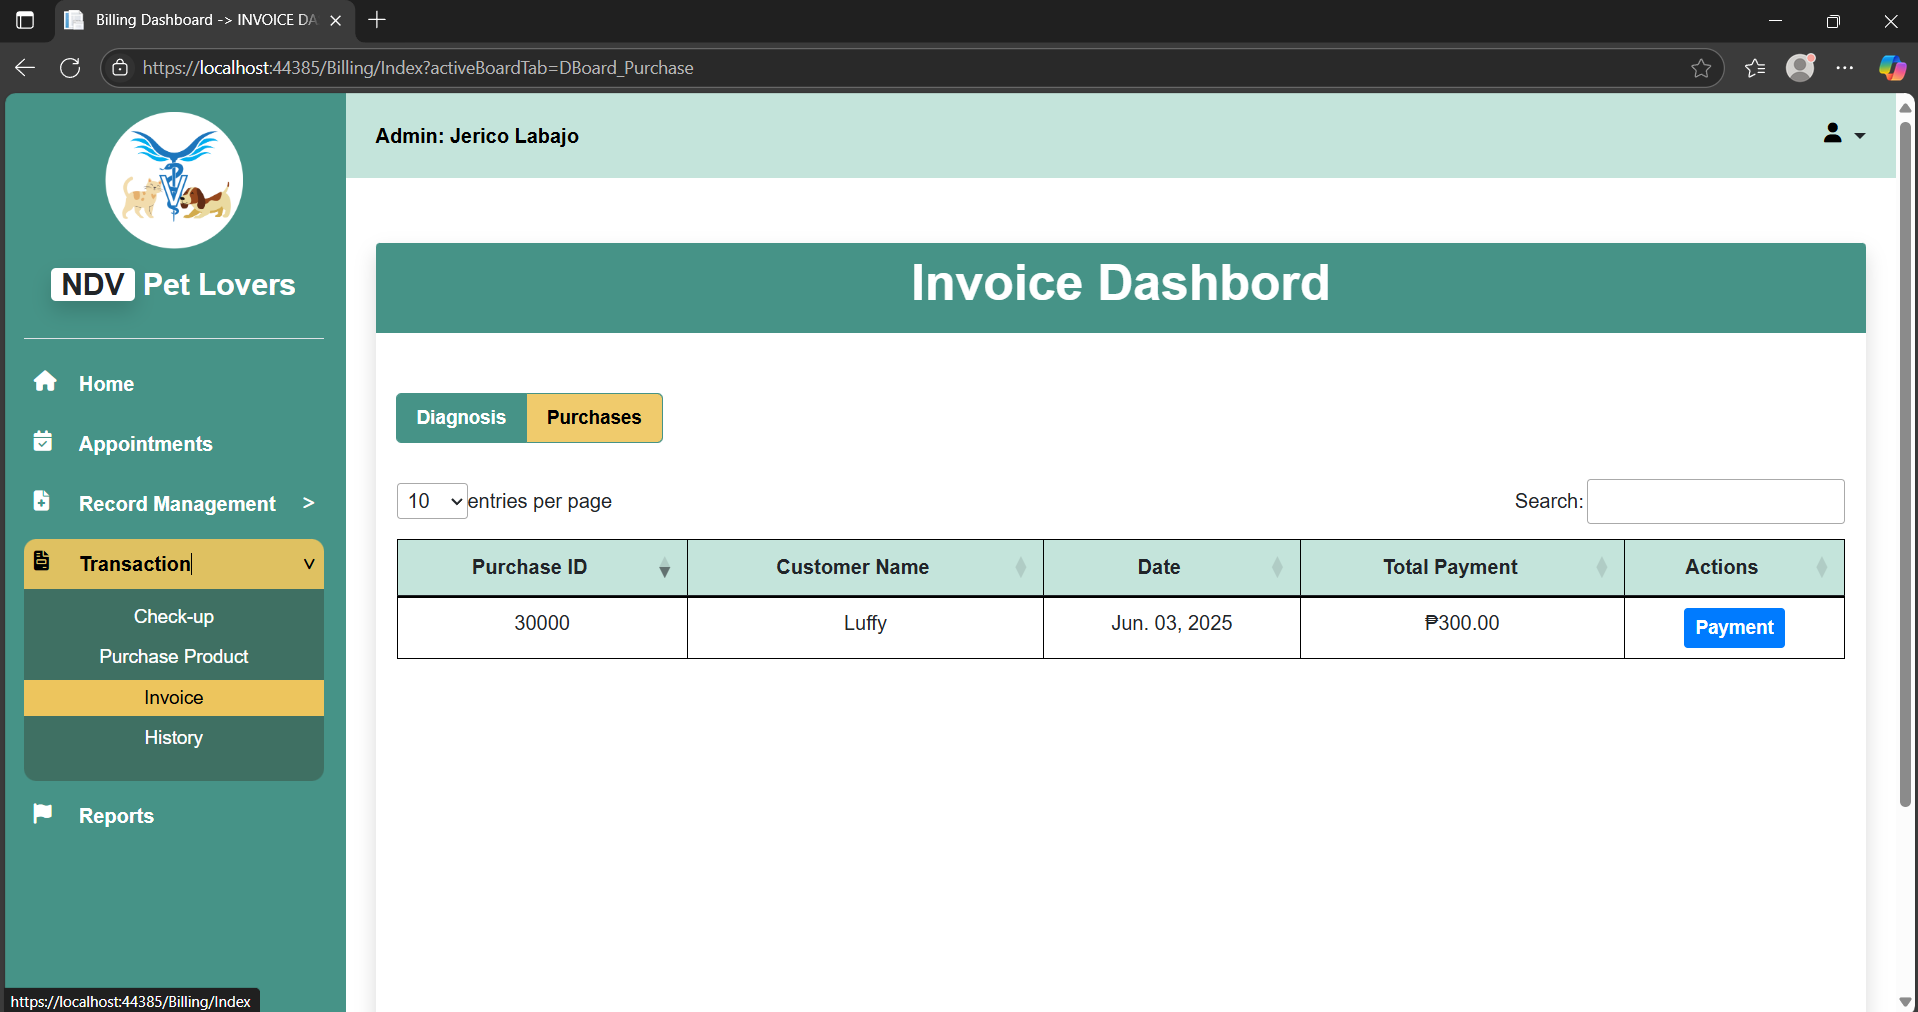 Billing Dashboard -> INVOICE DA
https://localhost:44385/Billing/Index?activeBoardTab=DBoard_Purchase
NDV Pet Lovers
Home
Appointments
Record Management >
Transaction v
Check-up
Purchase Product
Invoice
History
Reports
https://localhost:44385/Billing/Index
Admin: Jerico Labajo
Invoice Dashbord
Diagnosis Purchases
10 entries per page Search:
Purchase ID Customer Name Date Total Payment Actions
30000 Luffy Jun. 03, 2025 ₱300.00 Payment